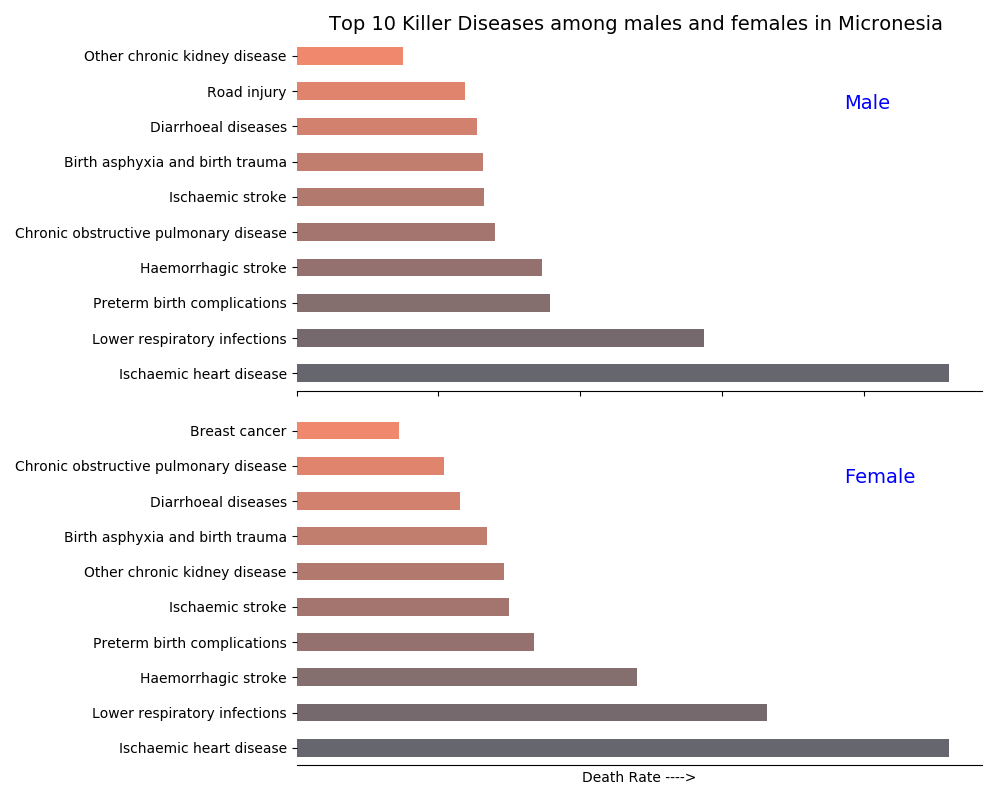 Top 10 Killer Diseases among males and females in Micronesia
Other chronic kidney disease
Road injury
Male
Diarrhoeal diseases
Birth asphyxia and birth trauma
Ischaemic stroke
Chronic obstructive pulmonary disease
Haemorrhagic stroke
Preterm birth complications
Lower respiratory infections
Ischaemic heart disease
Breast cancer
Chronic obstructive pulmonary disease
Female
Diarrhoeal diseases
Birth asphyxia and birth trauma
Other chronic kidney disease
Ischaemic stroke
Preterm birth complications
Haemorrhagic stroke
Lower respiratory infections
Ischaemic heart disease
Death Rate ---->